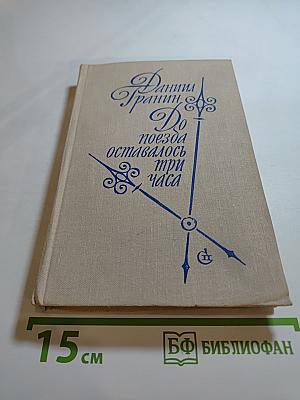 Даниил
Гранин
До
поезда
оставалось
три
часа
15 см
БФ БИБЛИОФАН